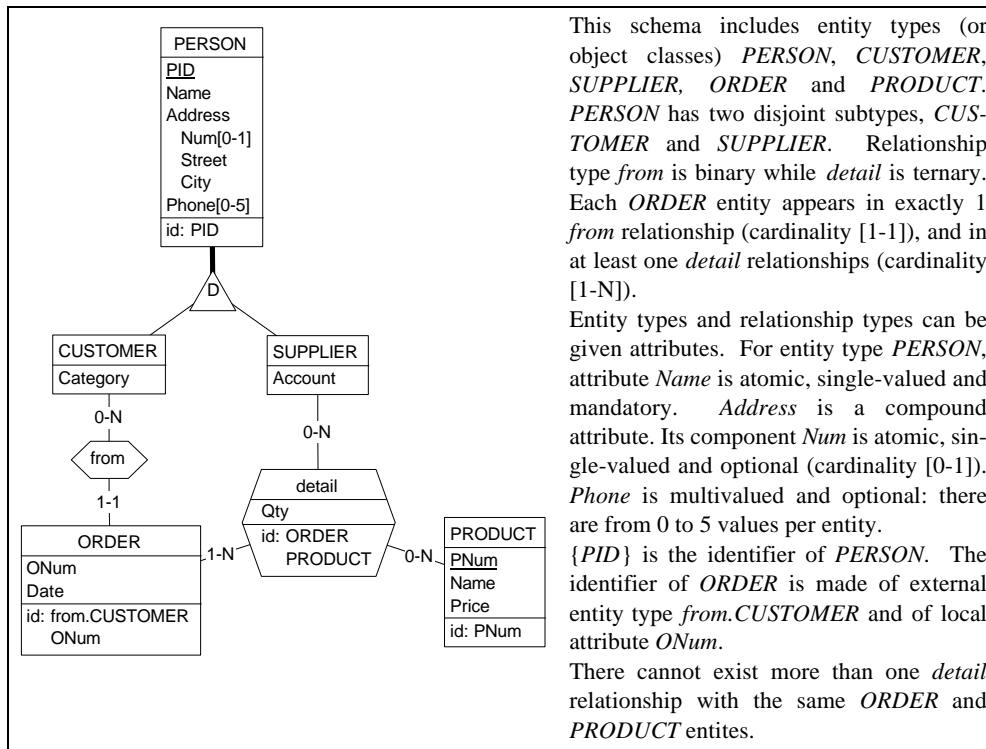 PERSON
PID
Name
Address
Num[0-1]
Street
City
Phone[0-5]
id: PID
D
CUSTOMER
Category
SUPPLIER
Account
0-N
0-N
from
1-1
detail
Qty
id: ORDER
PRODUCT
ORDER
ONum
Date
id: from.CUSTOMER
ONum
1-N
0-N
PRODUCT
PNum
Name
Price
id: PNum
This schema includes entity types (or
object classes) PERSON, CUSTOMER,
SUPPLIER, ORDER and PRODUCT.
PERSON has two disjoint subtypes, CUS-
TOMER and SUPPLIER. Relationship
type from is binary while detail is ternary.
Each ORDER entity appears in exactly 1
from relationship (cardinality [1-1]), and in
at least one detail relationships (cardinality
[1-N]).
Entity types and relationship types can be
given attributes. For entity type PERSON,
attribute Name is atomic, single-valued and
mandatory. Address is a compound
attribute. Its component Num is atomic, sin-
gle-valued and optional (cardinality [0-1]).
Phone is multivalued and optional: there
are from 0 to 5 values per entity.
{PID} is the identifier of PERSON. The
identifier of ORDER is made of external
entity type from.CUSTOMER and of local
attribute ONum.
There cannot exist more than one detail
relationship with the same ORDER and
PRODUCT entites.